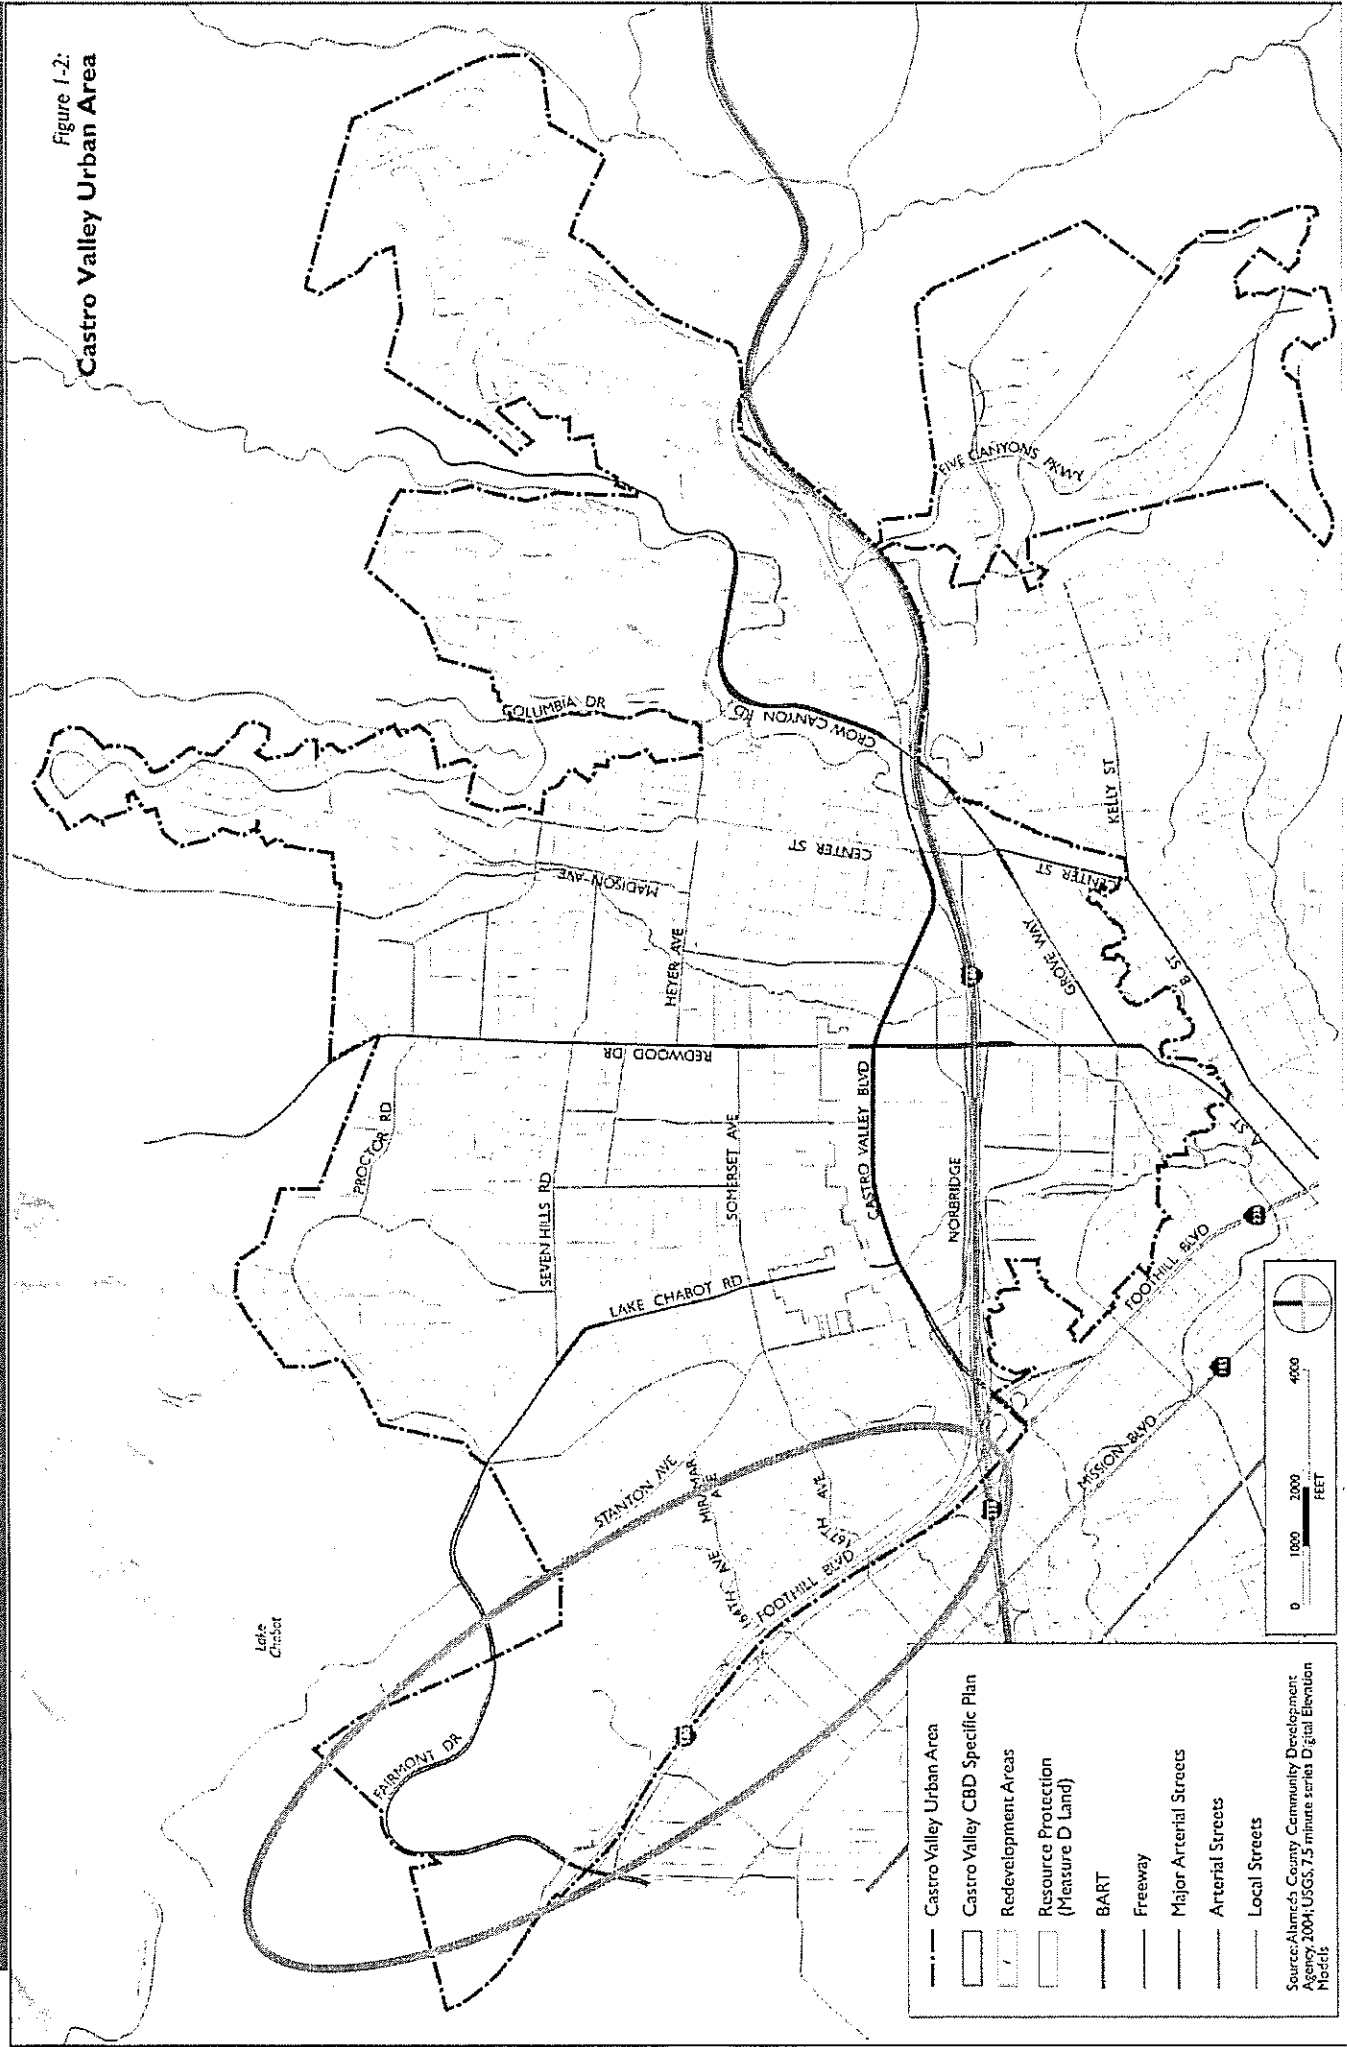 Figure 1-2:
Castro Valley Urban Area
Lake
Chabot
FAIRMONT DR
STANTON AVE
MIRAMAR
AVE
164TH AVE
167TH AVE
FOOTHILL BLVD
LAKE CHABOT RD
PROCTOR RD
SEVEN HILLS RD
SOMERSET AVE
REDWOOD DR
HEYER AVE
MADISON AVE
COLUMBIA DR
CENTER ST
CROW CANYON RD
CASTRO VALLEY BLVD
NORBRIDGE
GROVE WAY
CENTER ST
KELLY ST
B ST
A ST
FOOTHILL BLVD
MISSION BLVD
FIVE CANYONS PKWY
Castro Valley Urban Area
Castro Valley CBD Specific Plan
Redevelopment Areas
Resource Protection
(Measure D Land)
BART
Freeway
Major Arterial Streets
Arterial Streets
Local Streets
Source: Alameda County Community Development
Agency, 2004; USGS, 7.5 minute series Digital Elevation
Models
0 1000 2000 4000
FEET